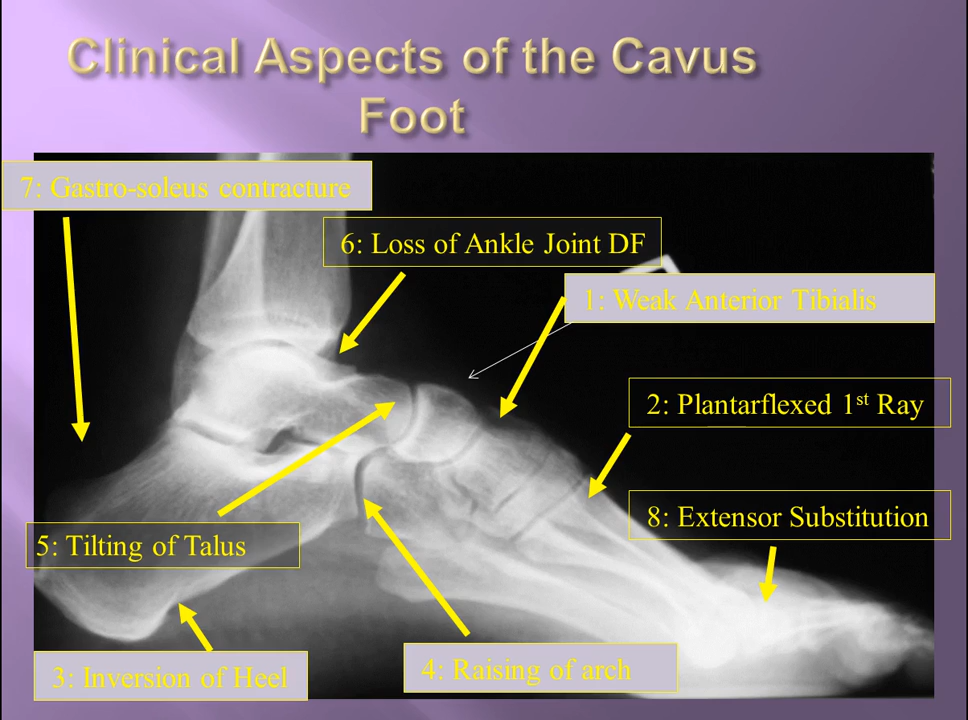 Clinical Aspects of the Cavus
Foot
7: Gastro-soleus contracture
6: Loss of Ankle Joint DF
1: Weak Anterior Tibialis
2: Plantarflexed 1st Ray
8: Extensor Substitution
5: Tilting of Talus
3: Inversion of Heel
4: Raising of arch